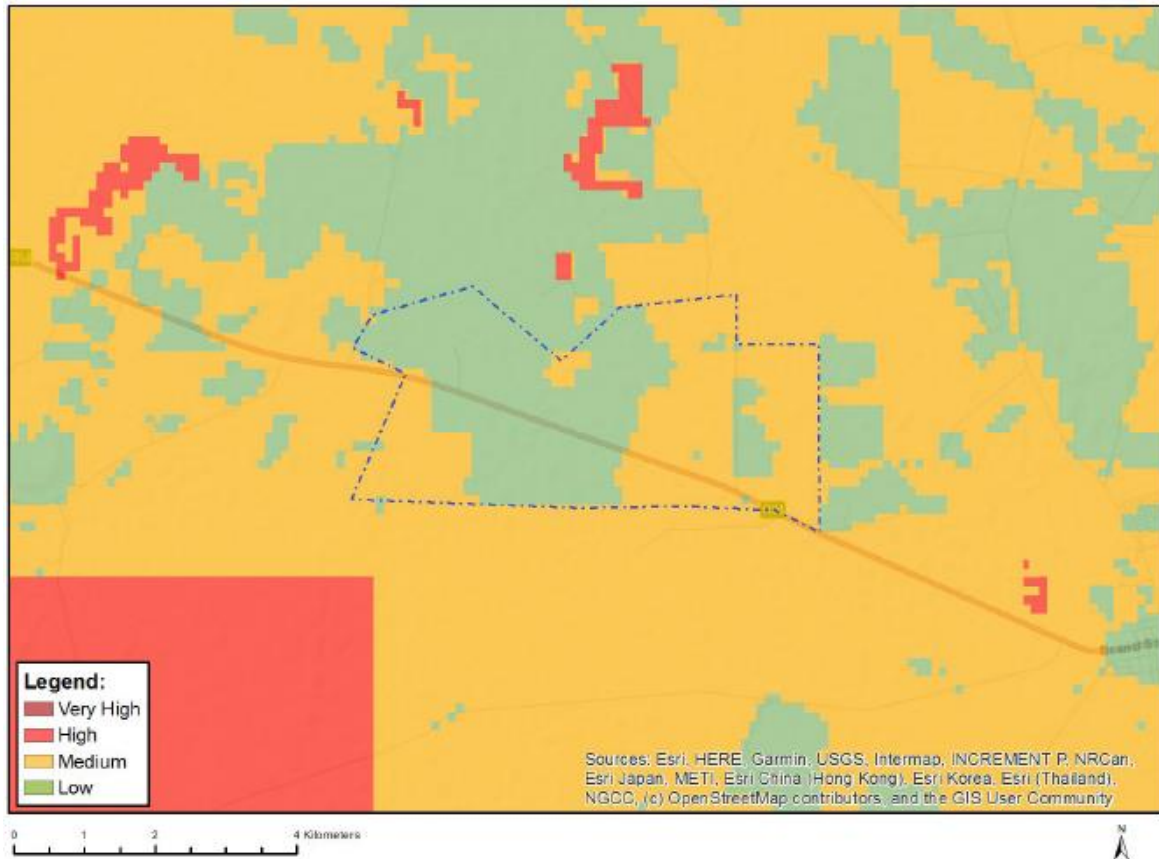 Legend:
Very High
High
Medium
Low
Sources: Esri, HERE, Garmin, USGS, Intermap, INCREMENT P, NRCan,
Esri Japan, METI, Esri China (Hong Kong), Esri Korea, Esri (Thailand),
NGCC, (c) OpenStreetMap contributors, and the GIS User Community
0 1 2 4 Kilometers
N